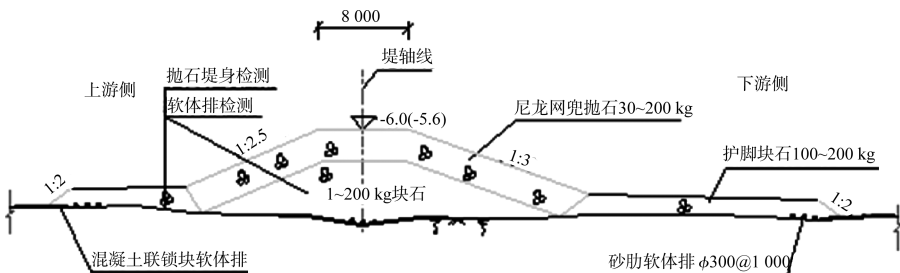 8 000
堤轴线
抛石堤身检测
上游侧
下游侧
软体排检测
尼龙网兜抛石30~200 kg
-6.0(-5.6)
1:2.5
1:3
护脚块石100~200 kg
1:2
1~200 kg块石
1:2
混凝土联锁块软体排
砂肋软体排ϕ300@1 000